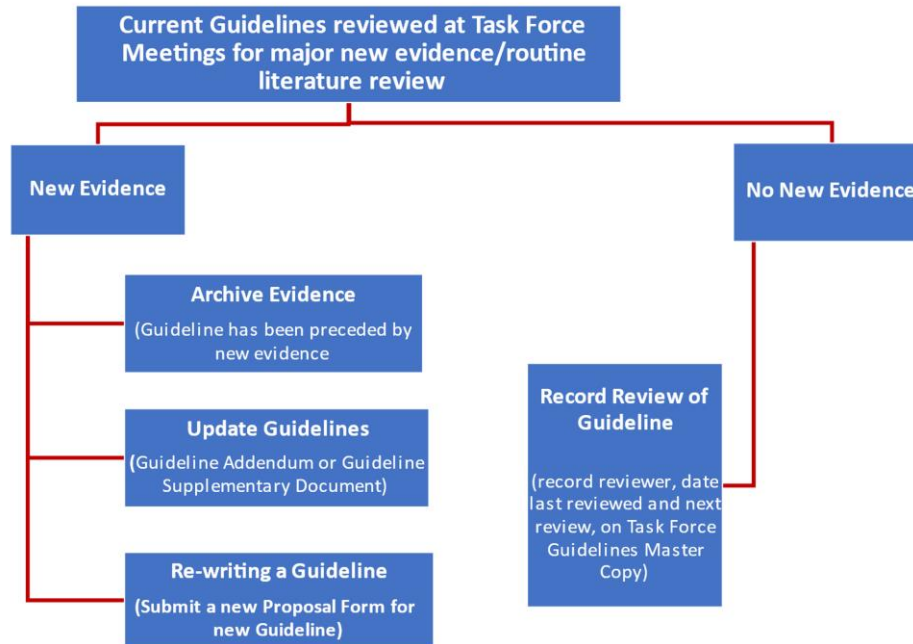 Current Guidelines reviewed at Task Force
Meetings for major new evidence/routine
literature review
New Evidence
No New Evidence
Archive Evidence
(Guideline has been preceded by
new evidence
Update Guidelines
(Guideline Addendum or Guideline
Supplementary Document)
Re-writing a Guideline
(Submit a new Proposal Form for
new Guideline)
Record Review of
Guideline
(record reviewer, date
last reviewed and next
review, on Task Force
Guidelines Master
Copy)